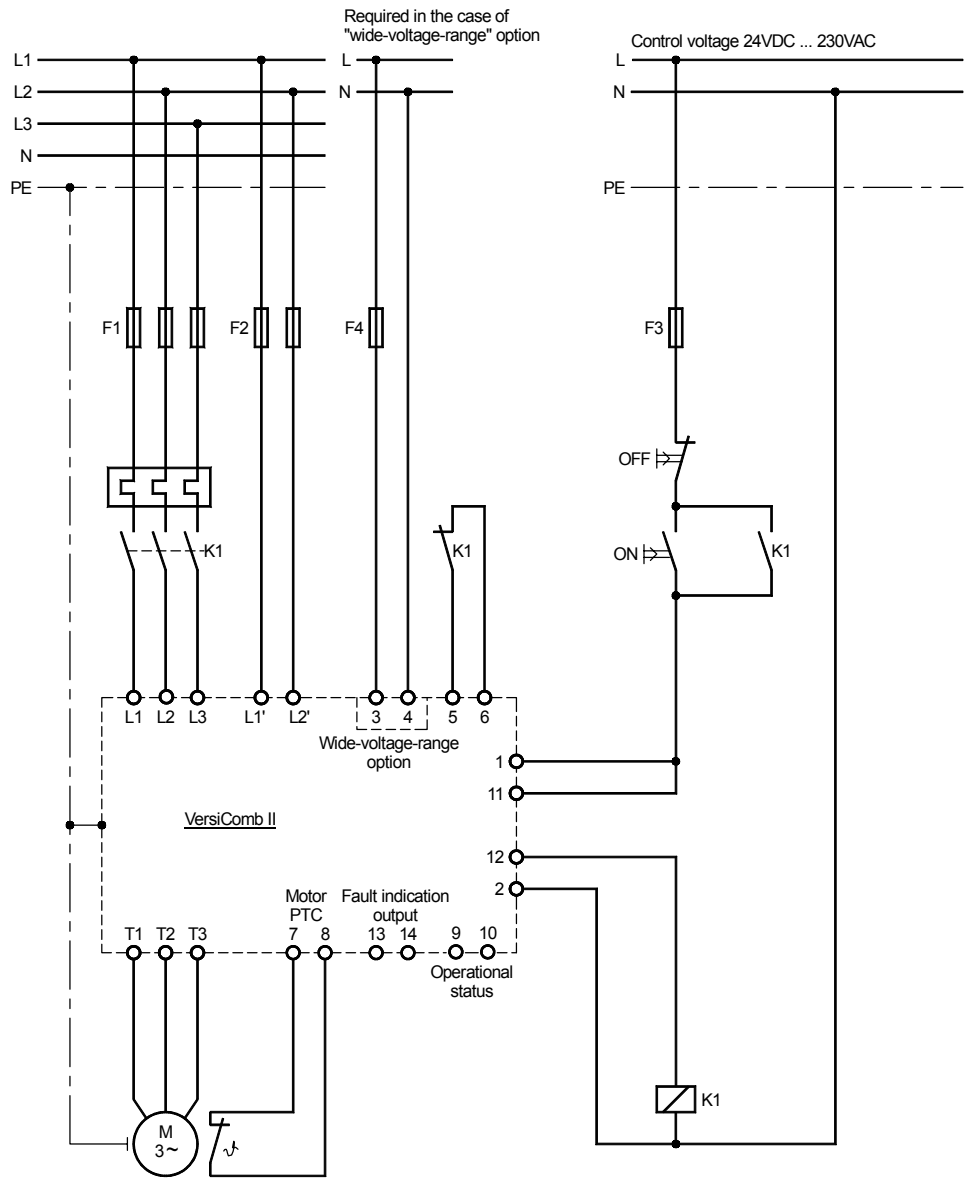 Required in the case of
"wide-voltage-range" option
Control voltage 24VDC ... 230VAC
L1
L
L
L2
N
N
L3
N
PE
PE
F1
F2
F4
F3
OFF
K1
K1
ON
K1
L1
L2
L3
L1'
L2'
3
4
5
6
Wide-voltage-range
option
1
11
VersiComb II
12
2
Motor
PTC
Fault indication
output
T1
T2
T3
7
8
13
14
9
10
Operational
status
K1
M
3~
ϑ